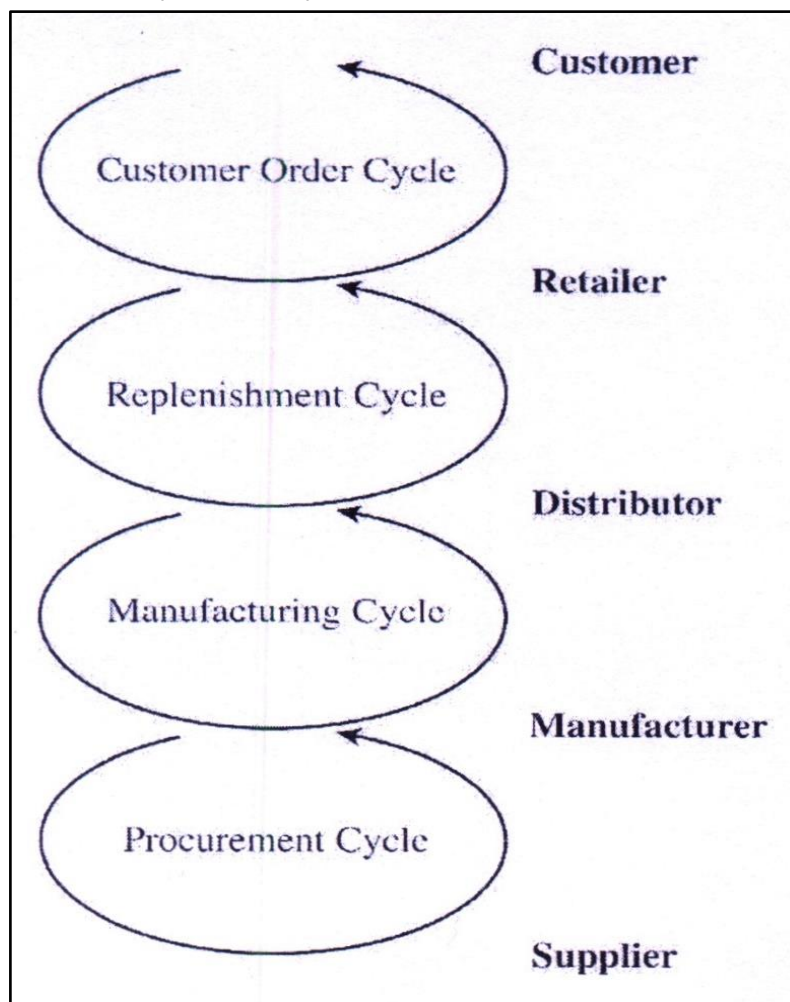 Customer
Customer Order Cycle
Retailer
Replenishment Cycle
Distributor
Manufacturing Cycle
Manufacturer
Procurement Cycle
Supplier